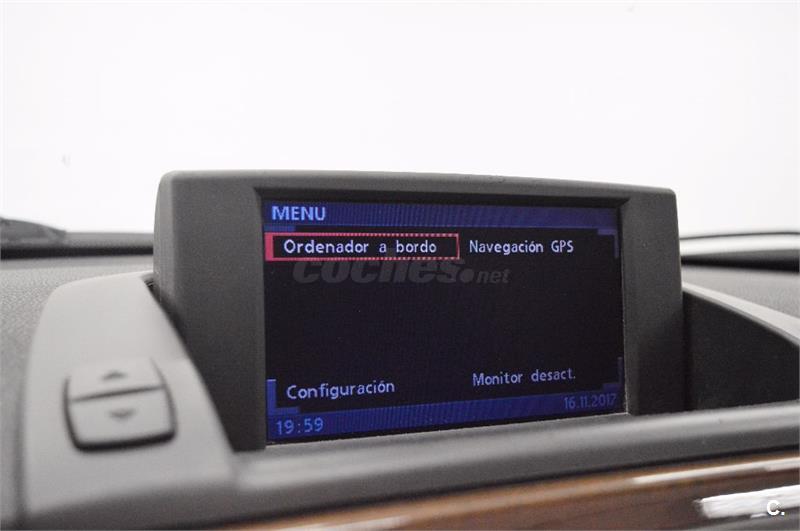 MENU
Ordenador a bordo Navegación GPS
coches.net
Configuración Monitor desact.
16.11.2017
19:59
C.